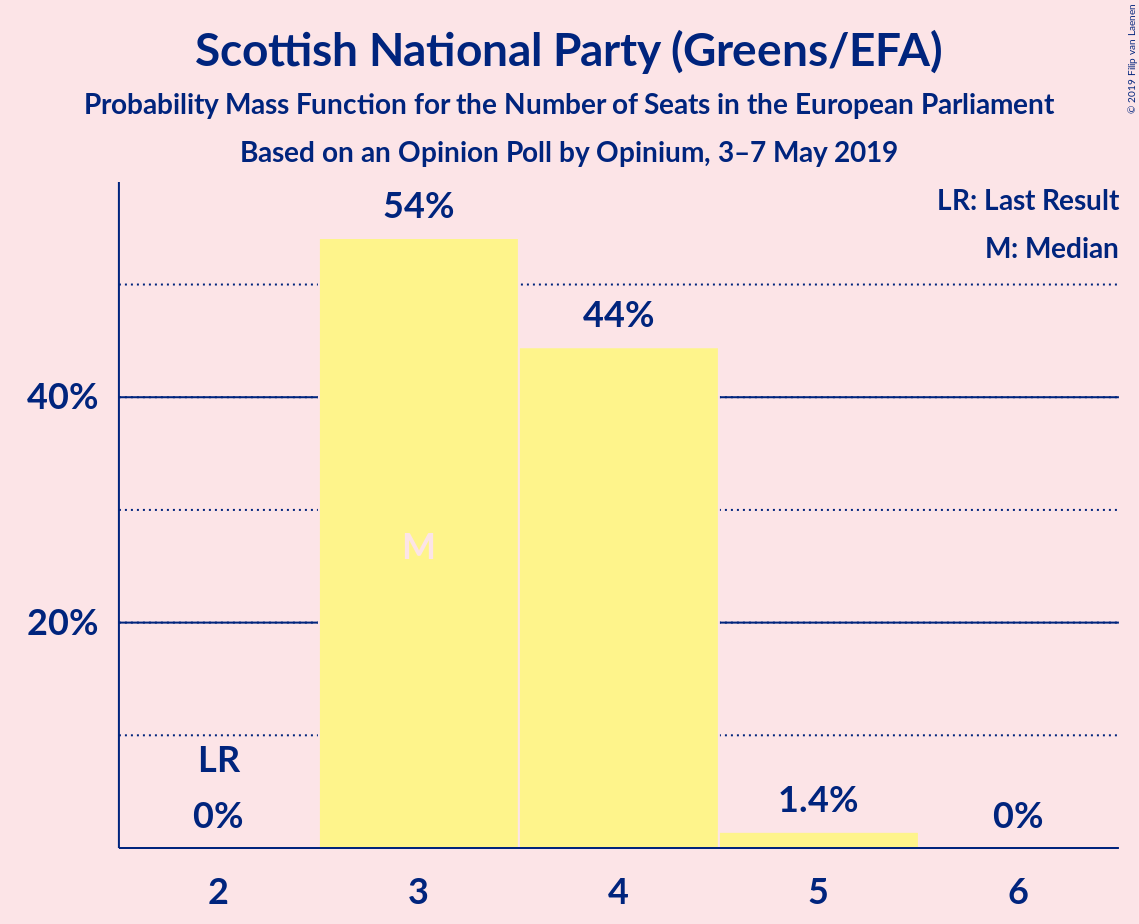 Scottish National Party (Greens/EFA)
Probability Mass Function for the Number of Seats in the European Parliament
Based on an Opinion Poll by Opinium, 3–7 May 2019
© 2019 Filip van Laenen
LR: Last Result
M: Median
54%
44%
40%
M
20%
LR
0%
1.4%
0%
2
3
4
5
6